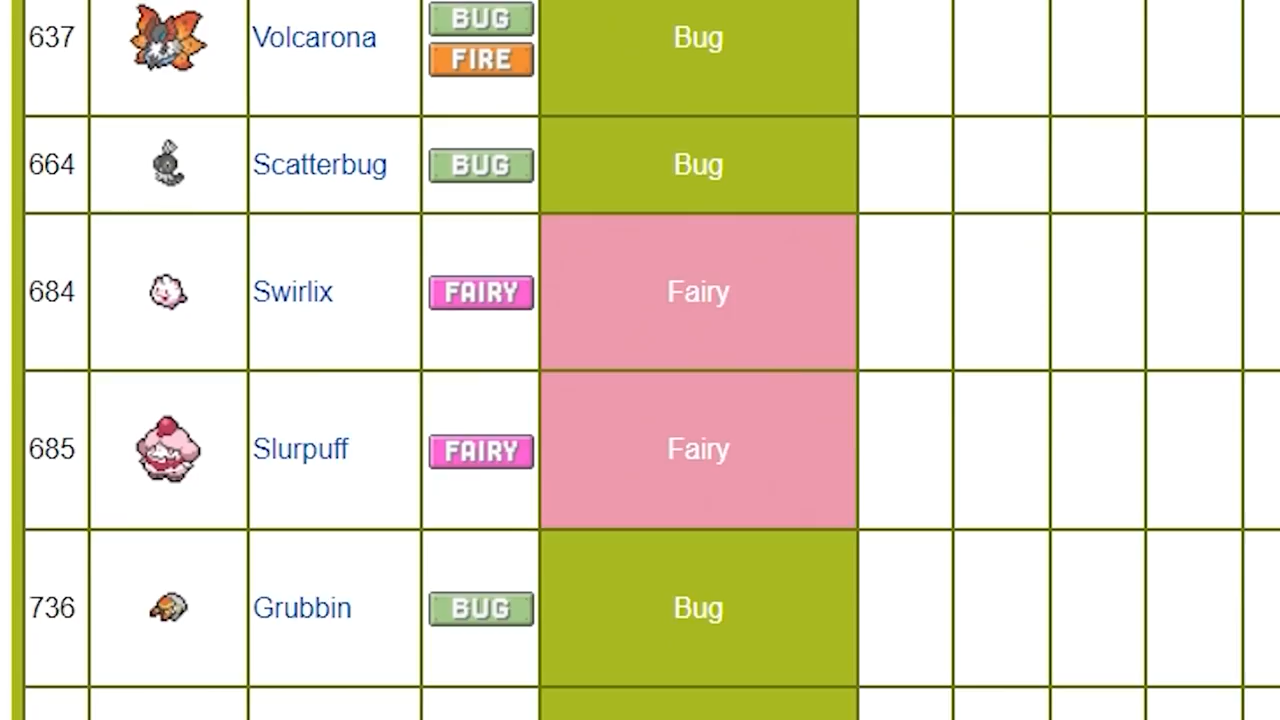 637 Volcarona BUG FIRE Bug
664 Scatterbug BUG Bug
684 Swirlix FAIRY Fairy
685 Slurpuff FAIRY Fairy
736 Grubbin BUG Bug